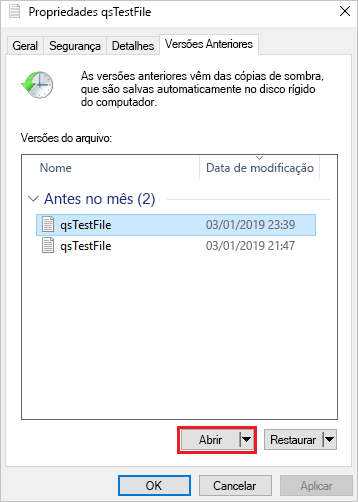 Propriedades qsTestFile
Geral Segurança Detalhes Versões Anteriores
As versões anteriores vêm das cópias de sombra,
que são salvas automaticamente no disco rígido
do computador.
Versões do arquivo:
Nome Data de modificação
Antes no mês (2)
qsTestFile 03/01/2019 23:39
qsTestFile 03/01/2019 21:47
Abrir Restaurar
OK Cancelar Aplicar